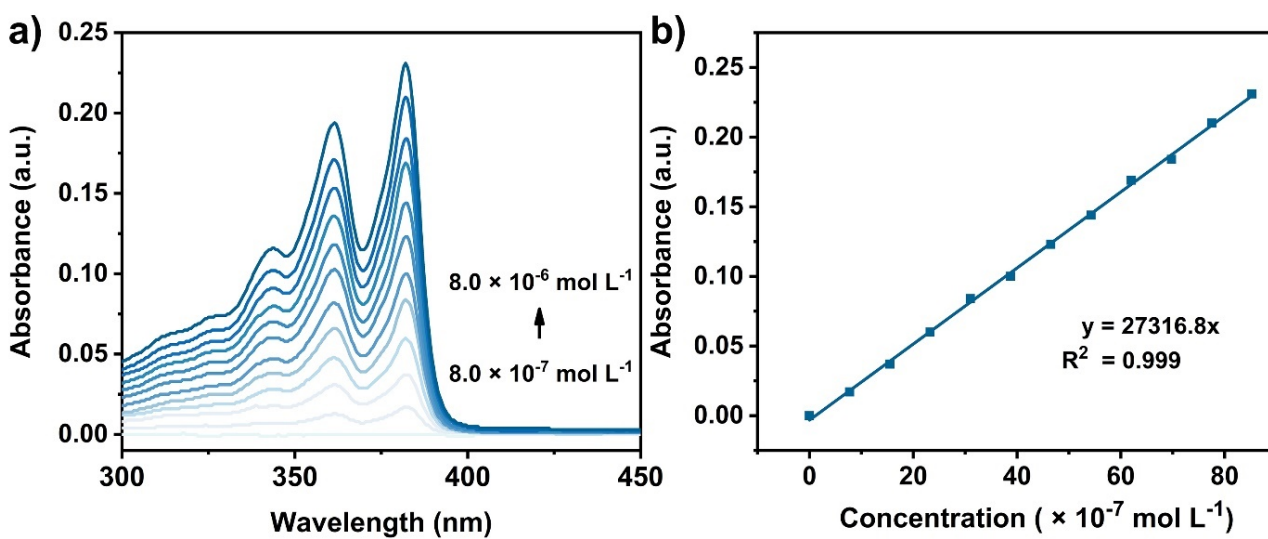 a)
Absorbance (a.u.)
0.25
0.20
0.15
0.10
0.05
0.00
300
350
400
450
Wavelength (nm)
8.0 × 10⁻⁶ mol L⁻¹
8.0 × 10⁻⁷ mol L⁻¹
b)
Absorbance (a.u.)
0.25
0.20
0.15
0.10
0.05
0.00
0
20
40
60
80
Concentration ( × 10⁻⁷ mol L⁻¹)
y = 27316.8x
R² = 0.999